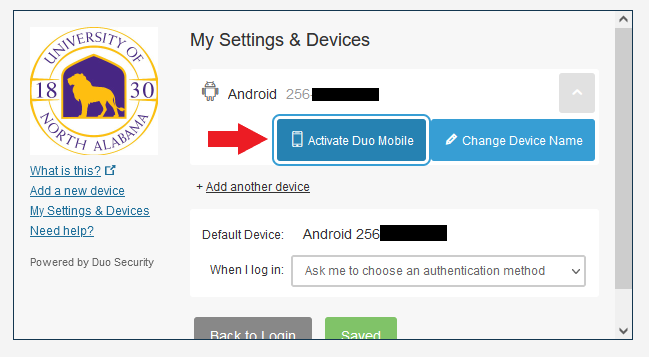 UNIVERSITY OF
18 30
NORTH ALABAMA
What is this?
Add a new device
My Settings & Devices
Need help?
Powered by Duo Security
My Settings & Devices
Android 256-
Activate Duo Mobile
Change Device Name
+ Add another device
Default Device: Android 256
When I log in: Ask me to choose an authentication method
Back to Login
Saved